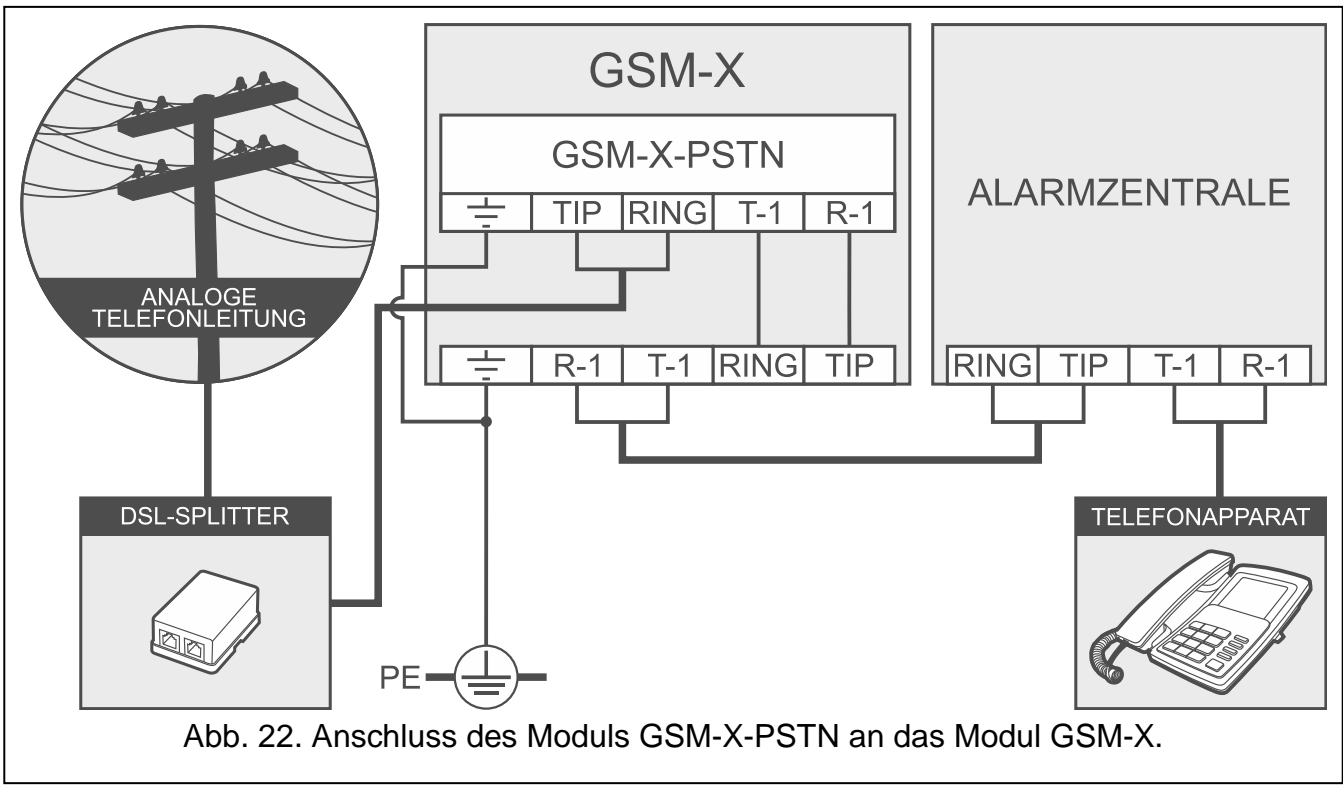 GSM-X
GSM-X-PSTN
TIP RING T-1 R-1
R-1 T-1 RING TIP
ALARMZENTRALE
RING TIP T-1 R-1
ANALOGE
TELEFONLEITUNG
DSL-SPLITTER
TELEFONAPPARAT
PE
Abb. 22. Anschluss des Moduls GSM-X-PSTN an das Modul GSM-X.